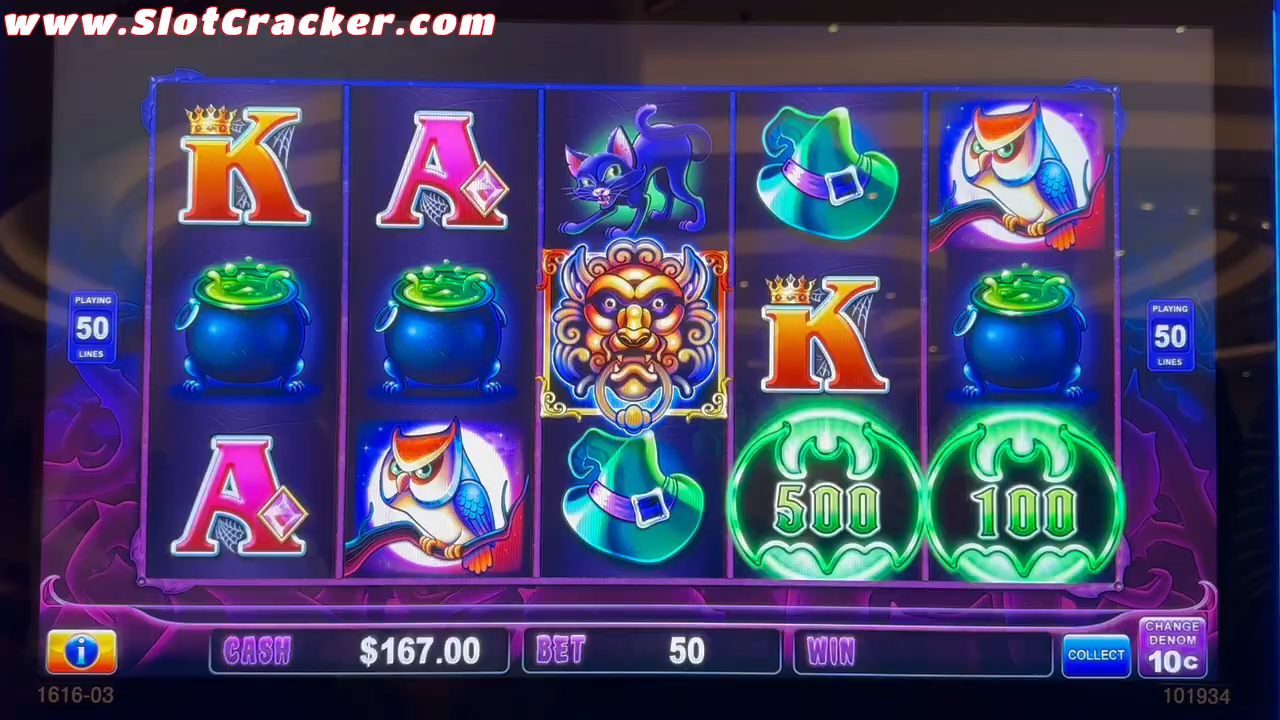 www.SlotCracker.com
K
A
K
A
PLAYING
50
LINES
PLAYING
50
LINES
500
100
CASH $167.00
BET 50
WIN
COLLECT
CHANGE
DENOM
10¢
1616-03
101934